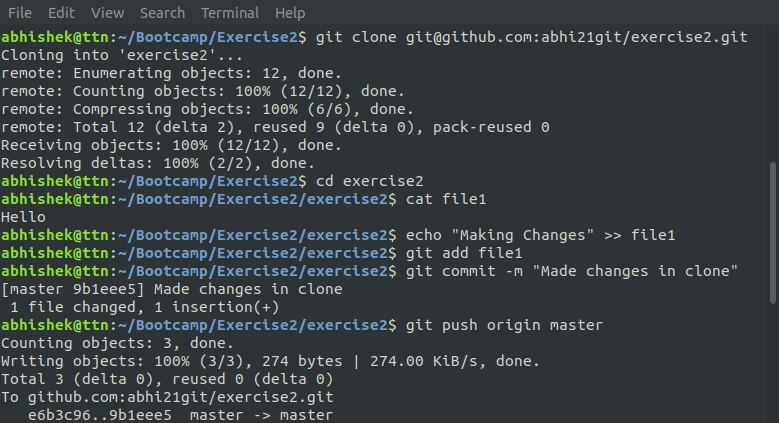 File Edit View Search Terminal Help
abhishek@ttn:~/Bootcamp/Exercise2$ git clone git@github.com:abhi21git/exercise2.git
Cloning into 'exercise2'...
remote: Enumerating objects: 12, done.
remote: Counting objects: 100% (12/12), done.
remote: Compressing objects: 100% (6/6), done.
remote: Total 12 (delta 2), reused 9 (delta 0), pack-reused 0
Receiving objects: 100% (12/12), done.
Resolving deltas: 100% (2/2), done.
abhishek@ttn:~/Bootcamp/Exercise2$ cd exercise2
abhishek@ttn:~/Bootcamp/Exercise2/exercise2$ cat file1
Hello
abhishek@ttn:~/Bootcamp/Exercise2/exercise2$ echo "Making Changes" >> file1
abhishek@ttn:~/Bootcamp/Exercise2/exercise2$ git add file1
abhishek@ttn:~/Bootcamp/Exercise2/exercise2$ git commit -m "Made changes in clone"
[master 9b1eee5] Made changes in clone
 1 file changed, 1 insertion(+)
abhishek@ttn:~/Bootcamp/Exercise2/exercise2$ git push origin master
Counting objects: 3, done.
Writing objects: 100% (3/3), 274 bytes | 274.00 KiB/s, done.
Total 3 (delta 0), reused 0 (delta 0)
To github.com:abhi21git/exercise2.git
   e6b3c96..9b1eee5  master -> master